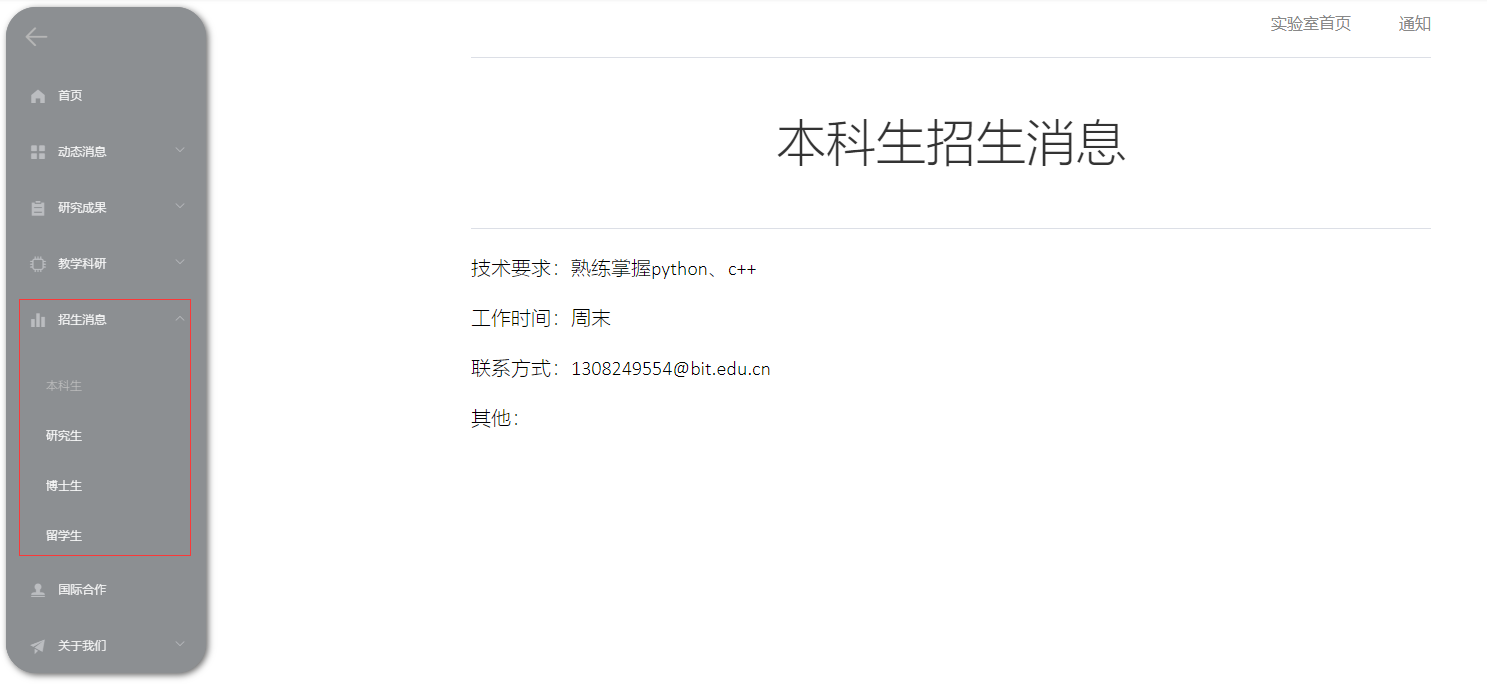 实验室首页
通知
首页
动态消息
研究成果
教学科研
招生消息
本科生
研究生
博士生
留学生
国际合作
关于我们
本科生招生消息
技术要求：熟练掌握python、c++
工作时间：周末
联系方式：1308249554@bit.edu.cn
其他：